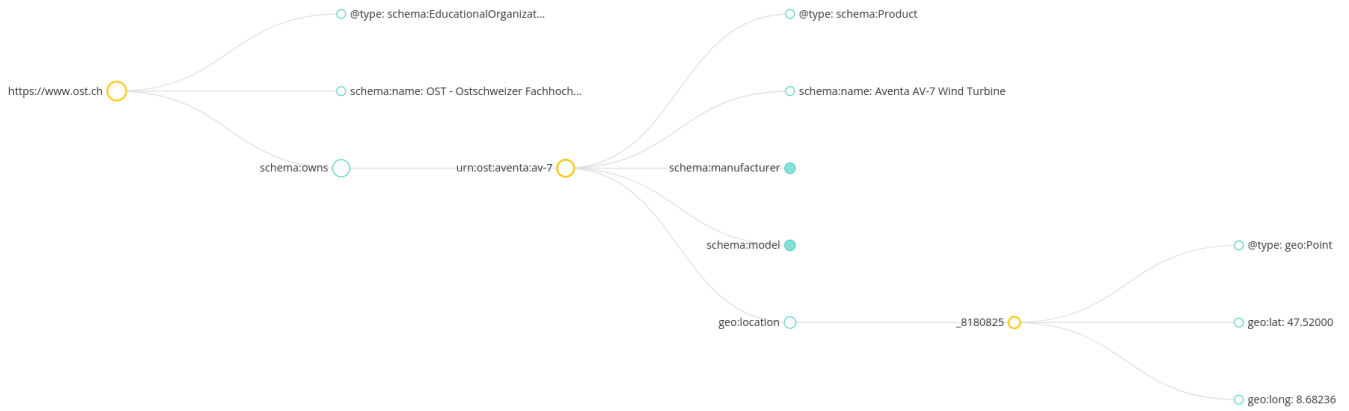 @type: schema:EducationalOrganizat...
@type: schema:Product
https://www.ost.ch
schema:name: OST - Ostschweizer Fachhoch...
schema:name: Aventa AV-7 Wind Turbine
schema:owns
urn:ost:aventa:av-7
schema:manufacturer
schema:model
@type: geo:Point
geo:location
_8180825
geo:lat: 47.52000
geo:long: 8.68236